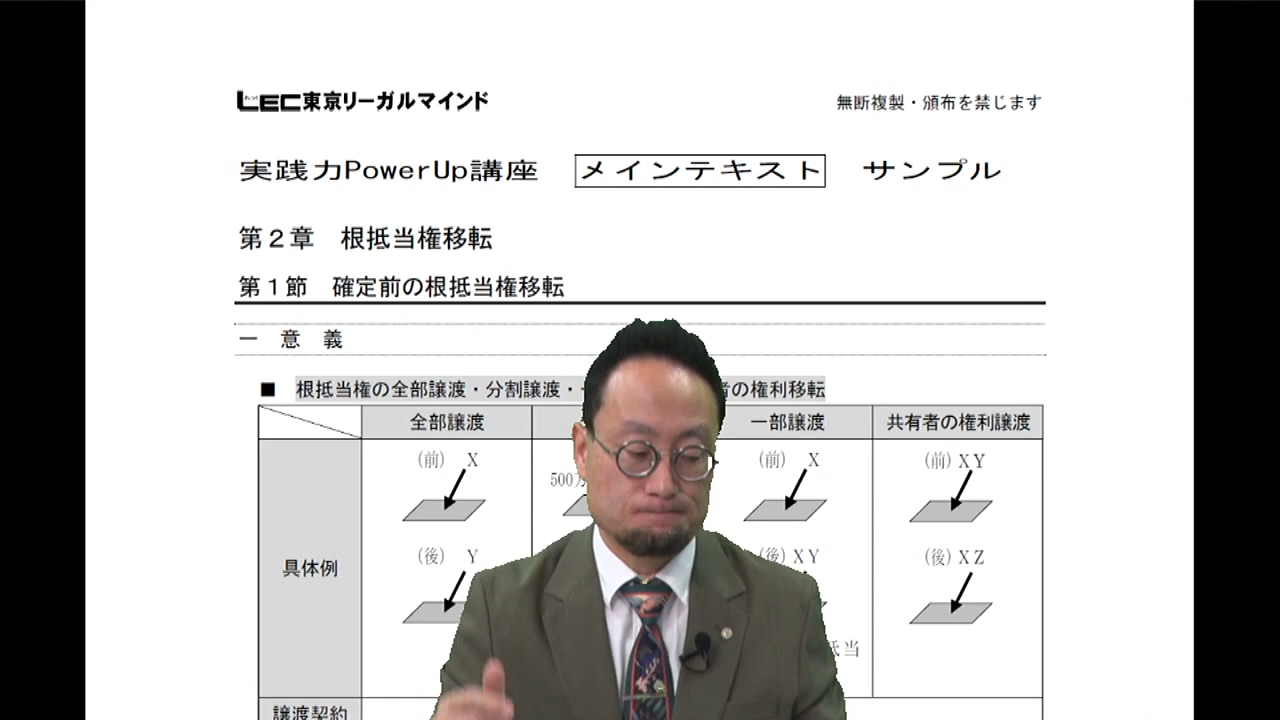 LEC東京リーガルマインド
無断複製・頒布を禁じます
実践力PowerUp講座 メインテキスト サンプル
第2章 根抵当権移転
第1節 確定前の根抵当権移転
一 意 義
■ 根抵当権の全部譲渡・分割譲渡・ の権利移転
全部譲渡 一部譲渡 共有者の権利譲渡
(前) X (前) X (前) X Y
500万
具体例
(後) Y (後) X Y (後) X Z
抵当
譲渡契約